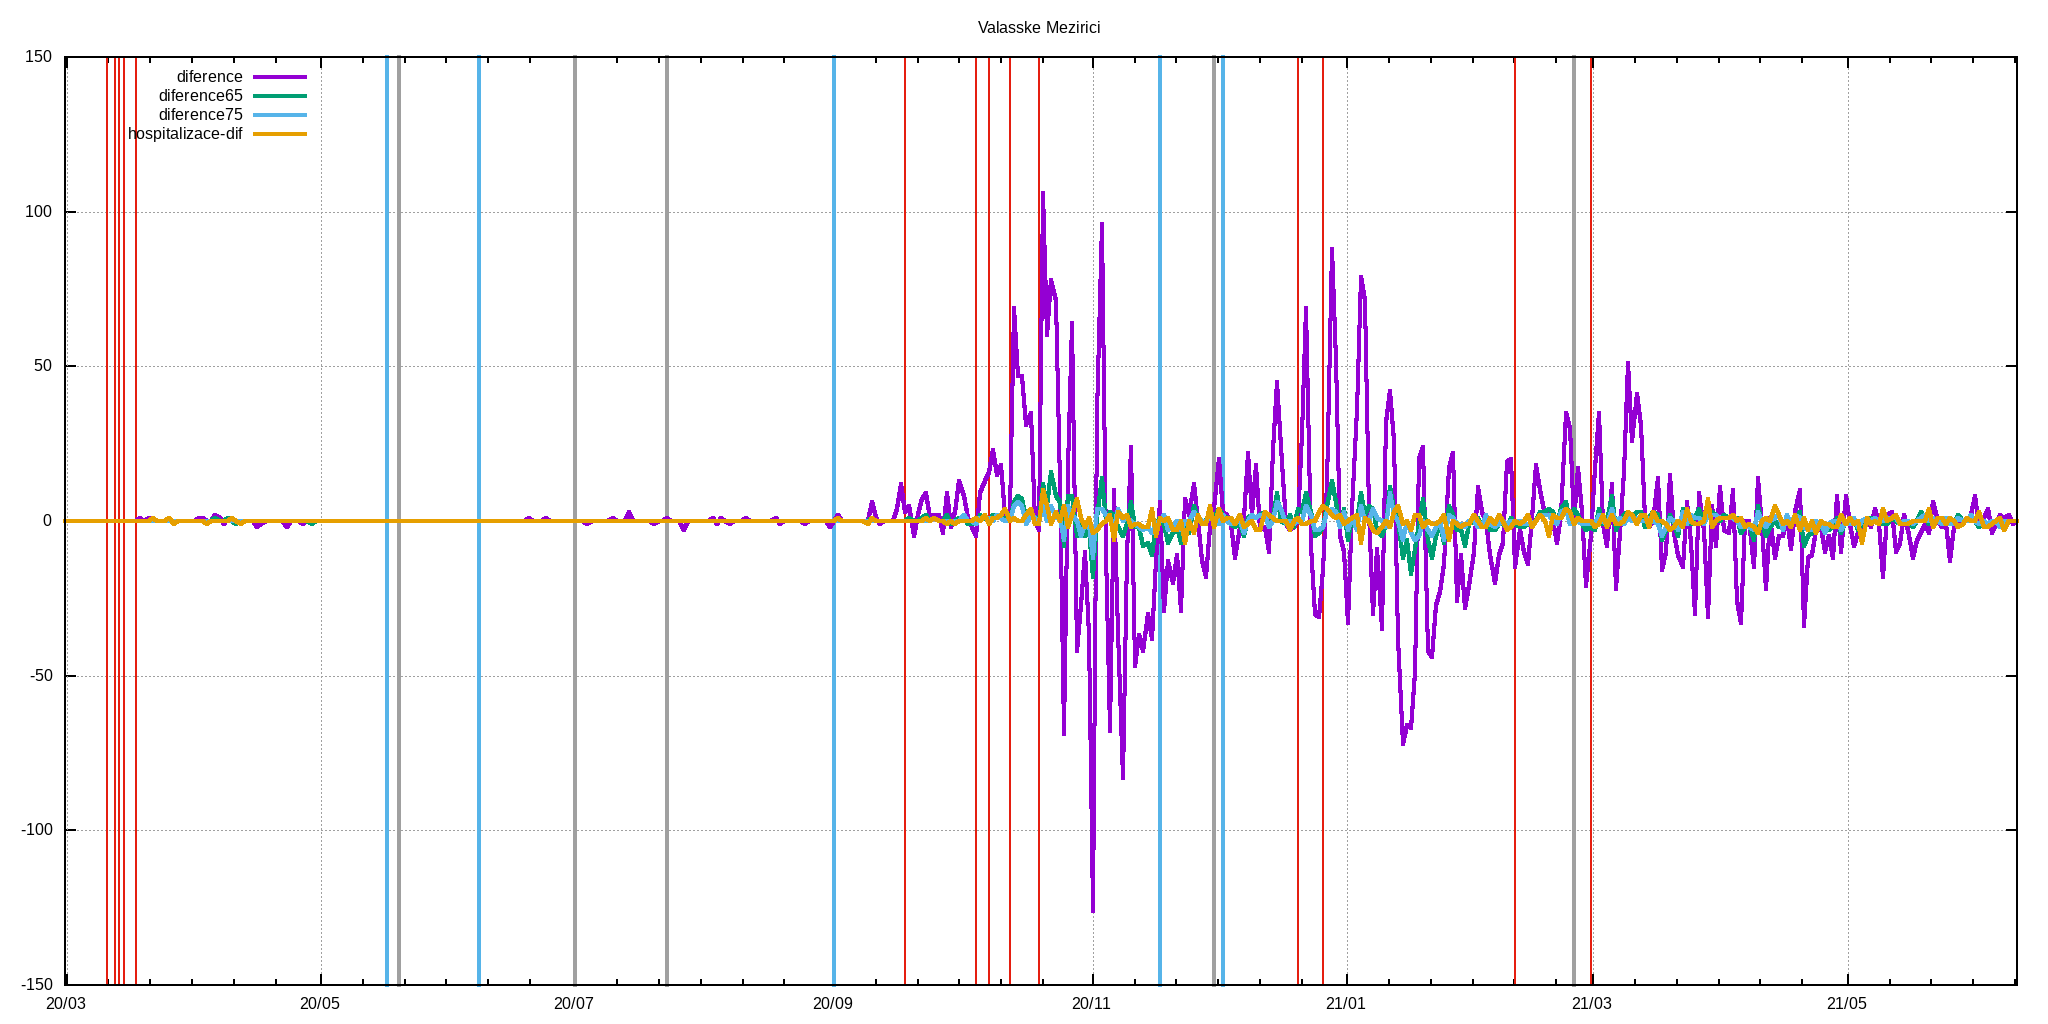 Valasske Mezirici
150
diference
diference65
diference75
hospitalizace-dif
100
50
0
-50
-100
-150
20/03 20/05 20/07 20/09 20/11 21/01 21/03 21/05